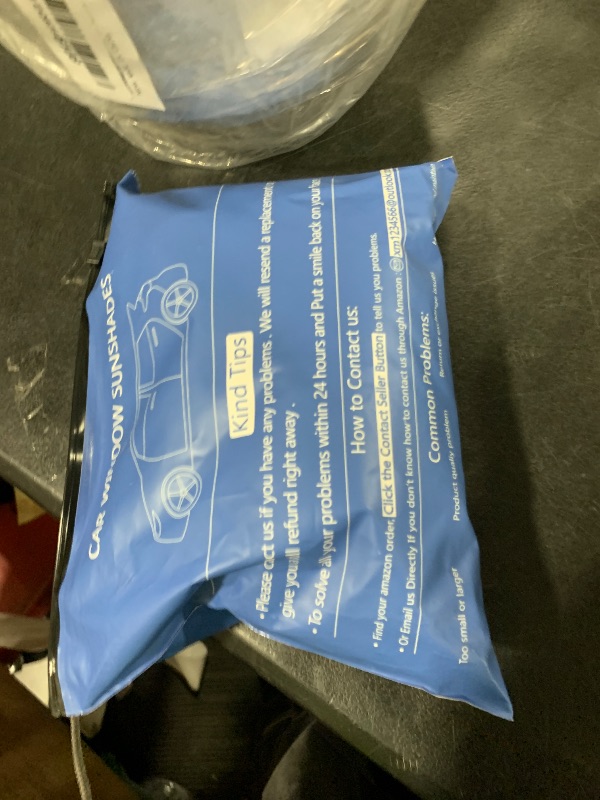 CAR WINDOW SUNSHADES
Kind Tips
• Please act us if you have any problems. We will resend a replacement
give you refund right away.
• To solve all your problems within 24 hours and Put a smile back on your
How to Contact us:
• Find your amazon order, Click the Contact Seller Button to tell us you problems.
• Or Email us Directly If you don't know how to contact us through Amazon
Common Problems:
Product quality problem
Too small or larger